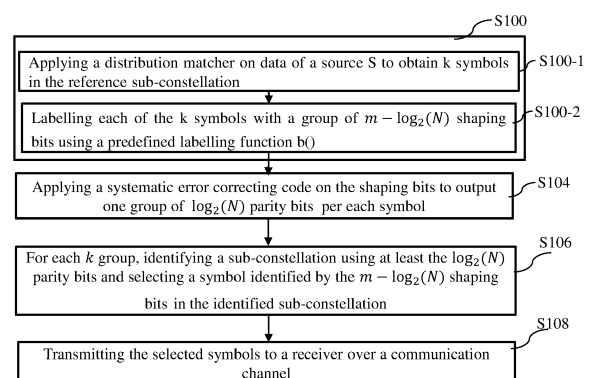 S100
Applying a distribution matcher on data of a source S to obtain k symbols
in the reference sub-constellation
S100-1
Labelling each of the k symbols with a group of m − log₂(N) shaping
bits using a predefined labelling function b()
S100-2
Applying a systematic error correcting code on the shaping bits to output
one group of log₂(N) parity bits per each symbol
S104
For each k group, identifying a sub-constellation using at least the log₂(N)
parity bits and selecting a symbol identified by the m − log₂(N) shaping
bits in the identified sub-constellation
S106
Transmitting the selected symbols to a receiver over a communication
channel
S108